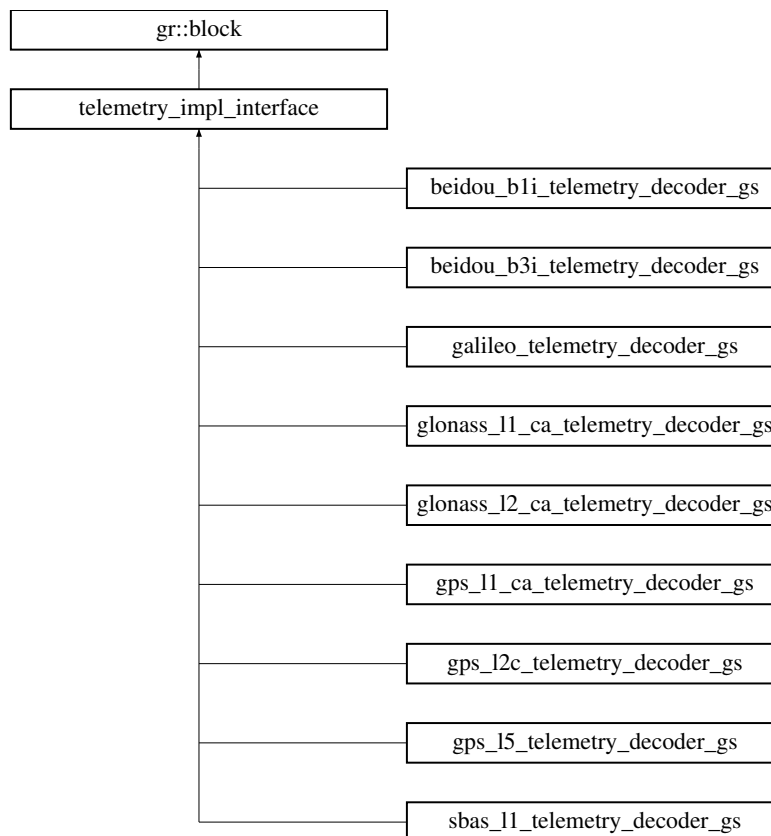 gr::block
telemetry_impl_interface
beidou_b1i_telemetry_decoder_gs
beidou_b3i_telemetry_decoder_gs
galileo_telemetry_decoder_gs
glonass_l1_ca_telemetry_decoder_gs
glonass_l2_ca_telemetry_decoder_gs
gps_l1_ca_telemetry_decoder_gs
gps_l2c_telemetry_decoder_gs
gps_l5_telemetry_decoder_gs
sbas_l1_telemetry_decoder_gs